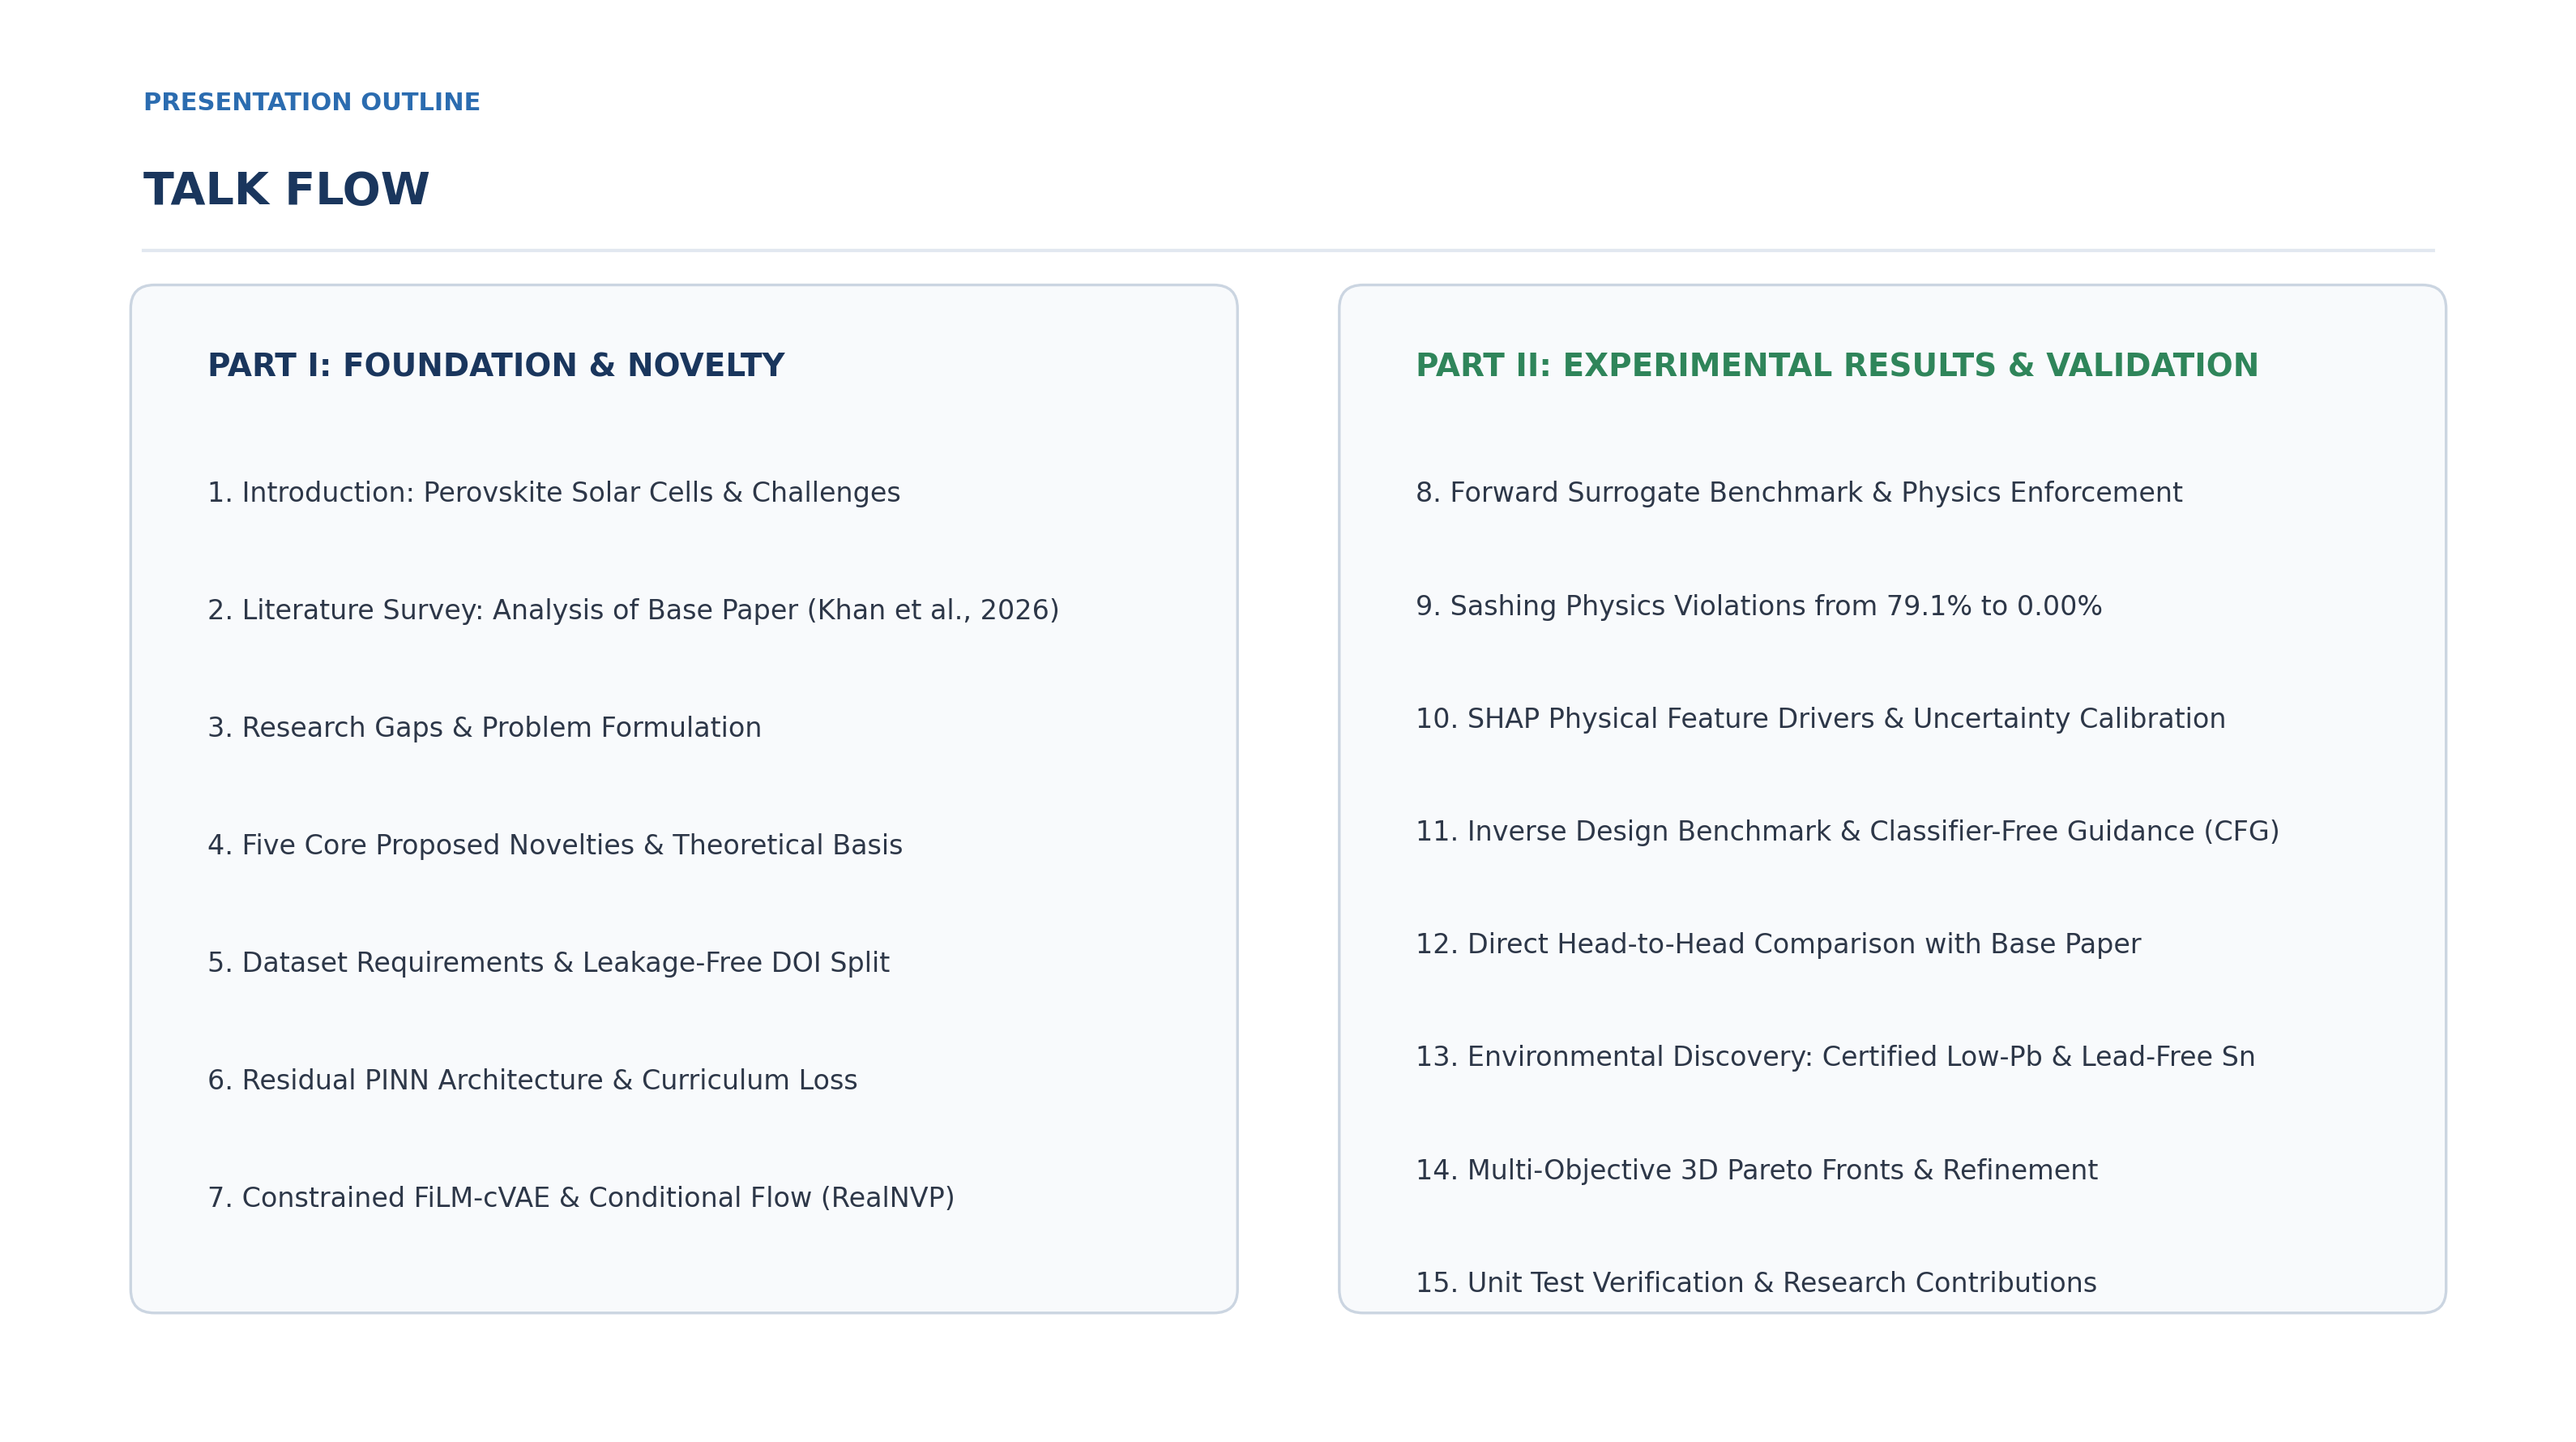 PRESENTATION OUTLINE
TALK FLOW
PART I: FOUNDATION & NOVELTY
1. Introduction: Perovskite Solar Cells & Challenges
2. Literature Survey: Analysis of Base Paper (Khan et al., 2026)
3. Research Gaps & Problem Formulation
4. Five Core Proposed Novelties & Theoretical Basis
5. Dataset Requirements & Leakage-Free DOI Split
6. Residual PINN Architecture & Curriculum Loss
7. Constrained FiLM-cVAE & Conditional Flow (RealNVP)
PART II: EXPERIMENTAL RESULTS & VALIDATION
8. Forward Surrogate Benchmark & Physics Enforcement
9. Sashing Physics Violations from 79.1% to 0.00%
10. SHAP Physical Feature Drivers & Uncertainty Calibration
11. Inverse Design Benchmark & Classifier-Free Guidance (CFG)
12. Direct Head-to-Head Comparison with Base Paper
13. Environmental Discovery: Certified Low-Pb & Lead-Free Sn
14. Multi-Objective 3D Pareto Fronts & Refinement
15. Unit Test Verification & Research Contributions